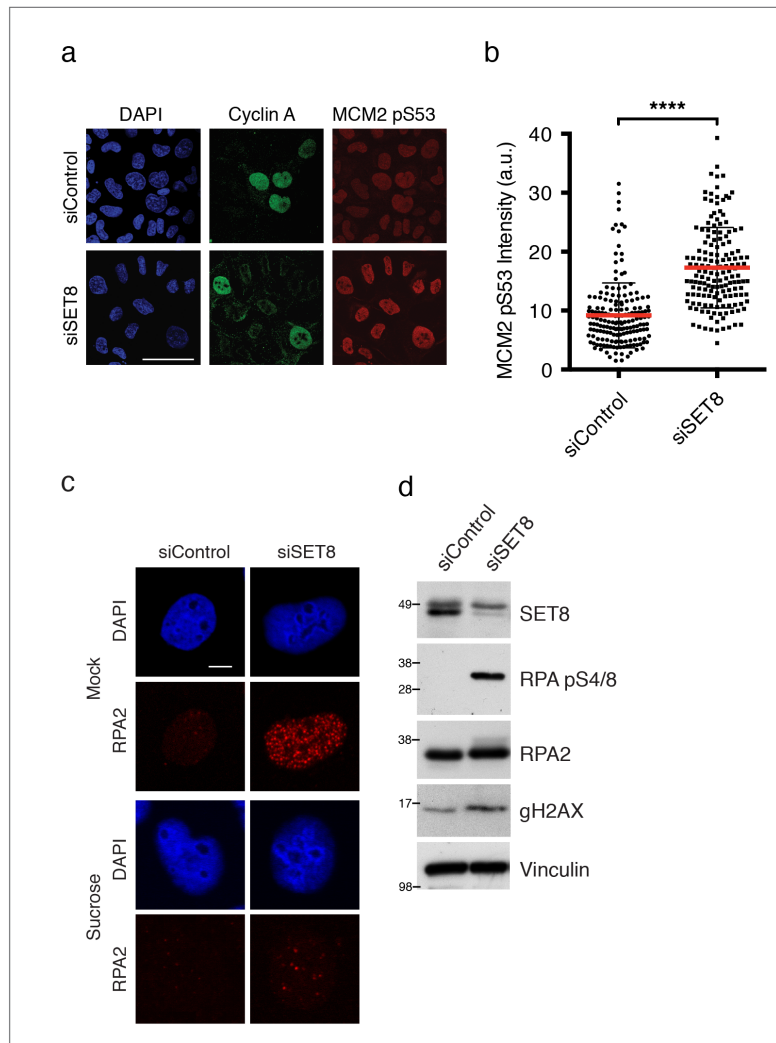 a
DAPI
Cyclin A
MCM2 pS53
siControl
siSET8
b
****
MCM2 pS53 Intensity (a.u.)
40
30
20
10
0
siControl
siSET8
c
siControl
siSET8
Mock
DAPI
RPA2
Sucrose
DAPI
RPA2
d
siControl
siSET8
49
SET8
38
28
RPA pS4/8
38
RPA2
17
gH2AX
Vinculin
98